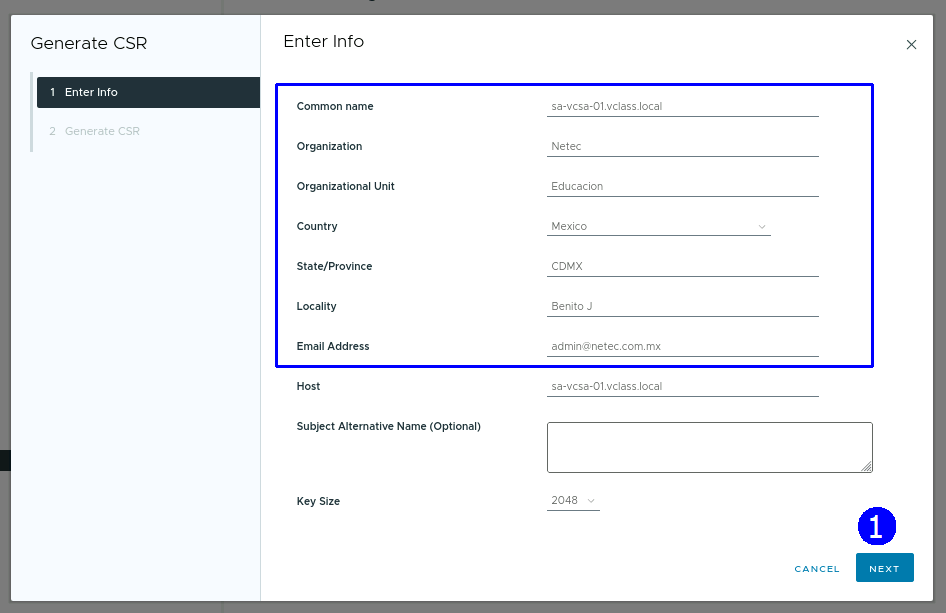 Generate CSR
1 Enter Info
2 Generate CSR
Enter Info
Common name sa-vcsa-01.vclass.local
Organization Netec
Organizational Unit Educacion
Country Mexico
State/Province CDMX
Locality Benito J
Email Address admin@netec.com.mx
Host sa-vcsa-01.vclass.local
Subject Alternative Name (Optional)
Key Size 2048
1
CANCEL NEXT